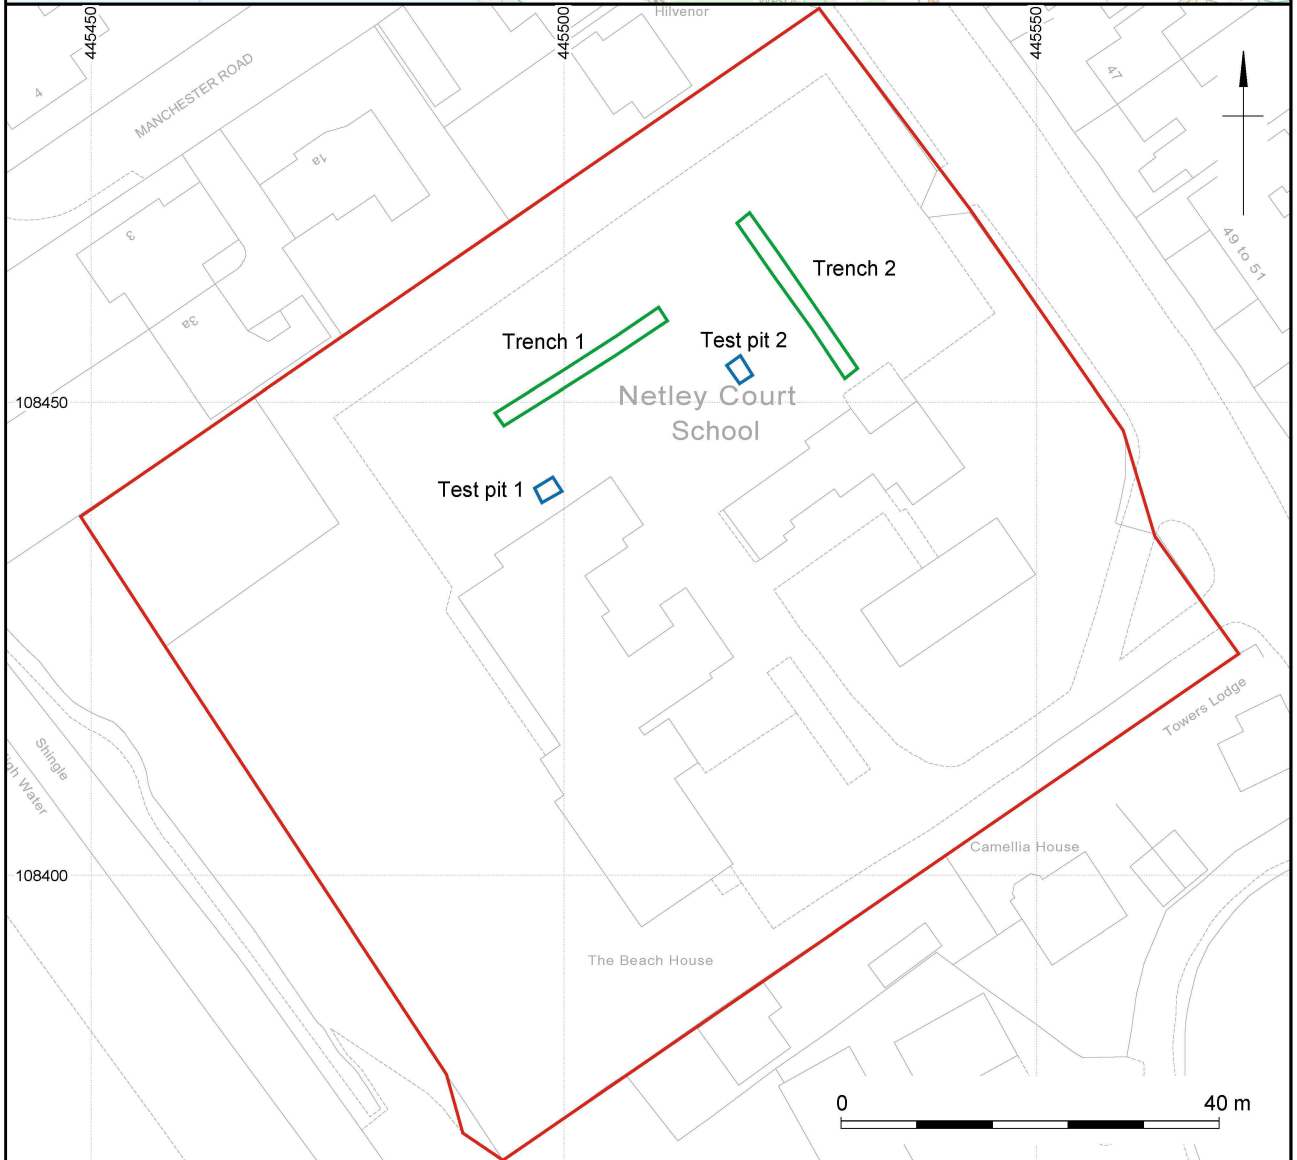 445450
445500
445550
Hilvenor
MANCHESTER ROAD
4
47
1a
3
3a
49 to 51
Trench 2
Trench 1
Test pit 2
Netley Court
School
108450
Test pit 1
Towers Lodge
Shingle
igh Water
Camellia House
108400
The Beach House
0
40 m